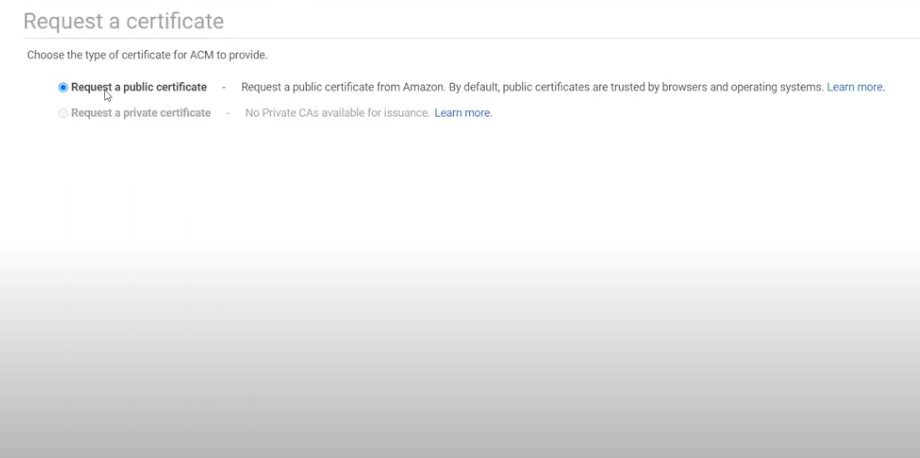 Request a certificate
Choose the type of certificate for ACM to provide.
Request a public certificate - Request a public certificate from Amazon. By default, public certificates are trusted by browsers and operating systems. Learn more.
Request a private certificate - No Private CAs available for issuance. Learn more.